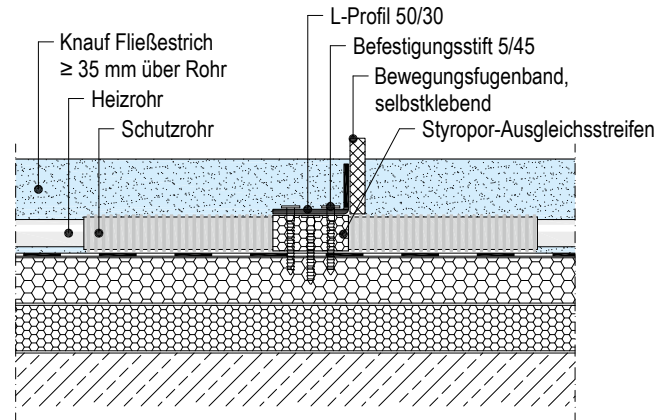 L-Profil 50/30
Knauf Fließestrich
≥ 35 mm über Rohr
Befestigungsstift 5/45
Bewegungsfugenband,
selbstklebend
Heizrohr
Schutzrohr
Styropor-Ausgleichsstreifen